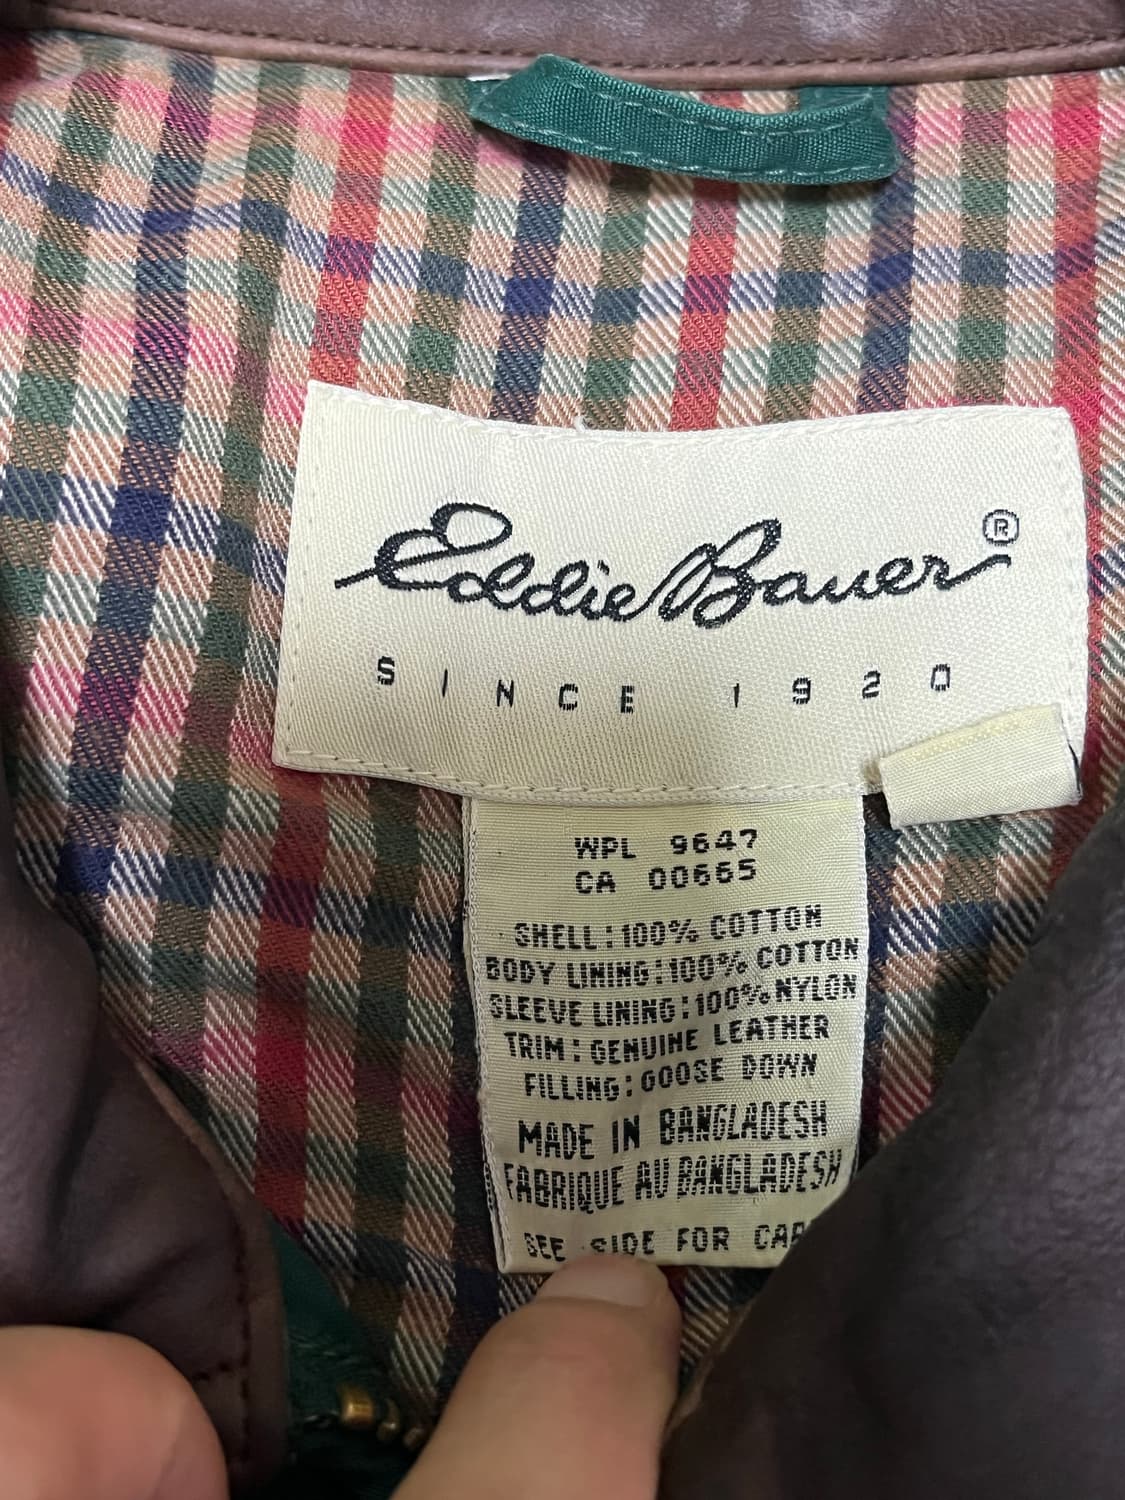 Eddie Bauer®
SINCE 1920
WPL 9647
CA 00665
SHELL: 100% COTTON
BODY LINING: 100% COTTON
SLEEVE LINING: 100% NYLON
TRIM: GENUINE LEATHER
FILLING: GOOSE DOWN
MADE IN BANGLADESH
FABRIQUE AU BANGLADESH
SEE SIDE FOR